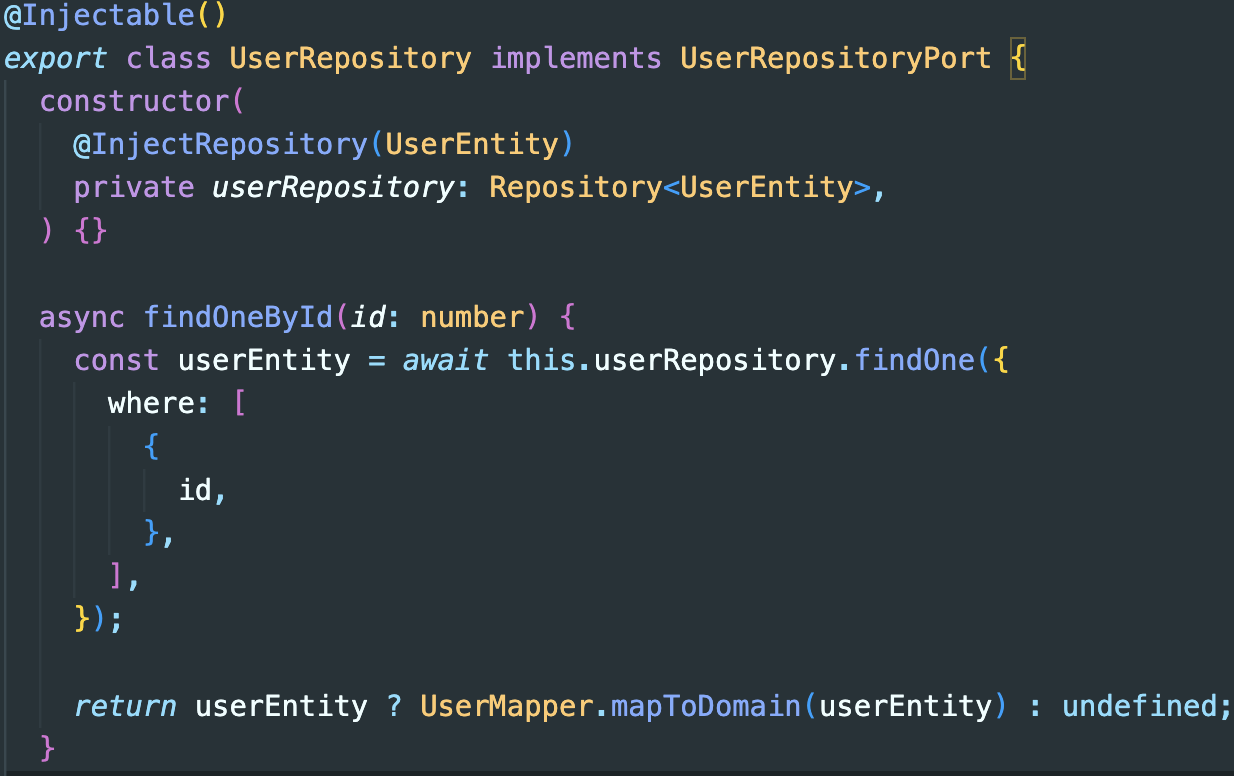 @Injectable()
export class UserRepository implements UserRepositoryPort {
  constructor(
    @InjectRepository(UserEntity)
    private userRepository: Repository<UserEntity>,
  ) {}

  async findOneById(id: number) {
    const userEntity = await this.userRepository.findOne({
      where: [
        {
          id,
        },
      ],
    });

    return userEntity ? UserMapper.mapToDomain(userEntity) : undefined;
  }